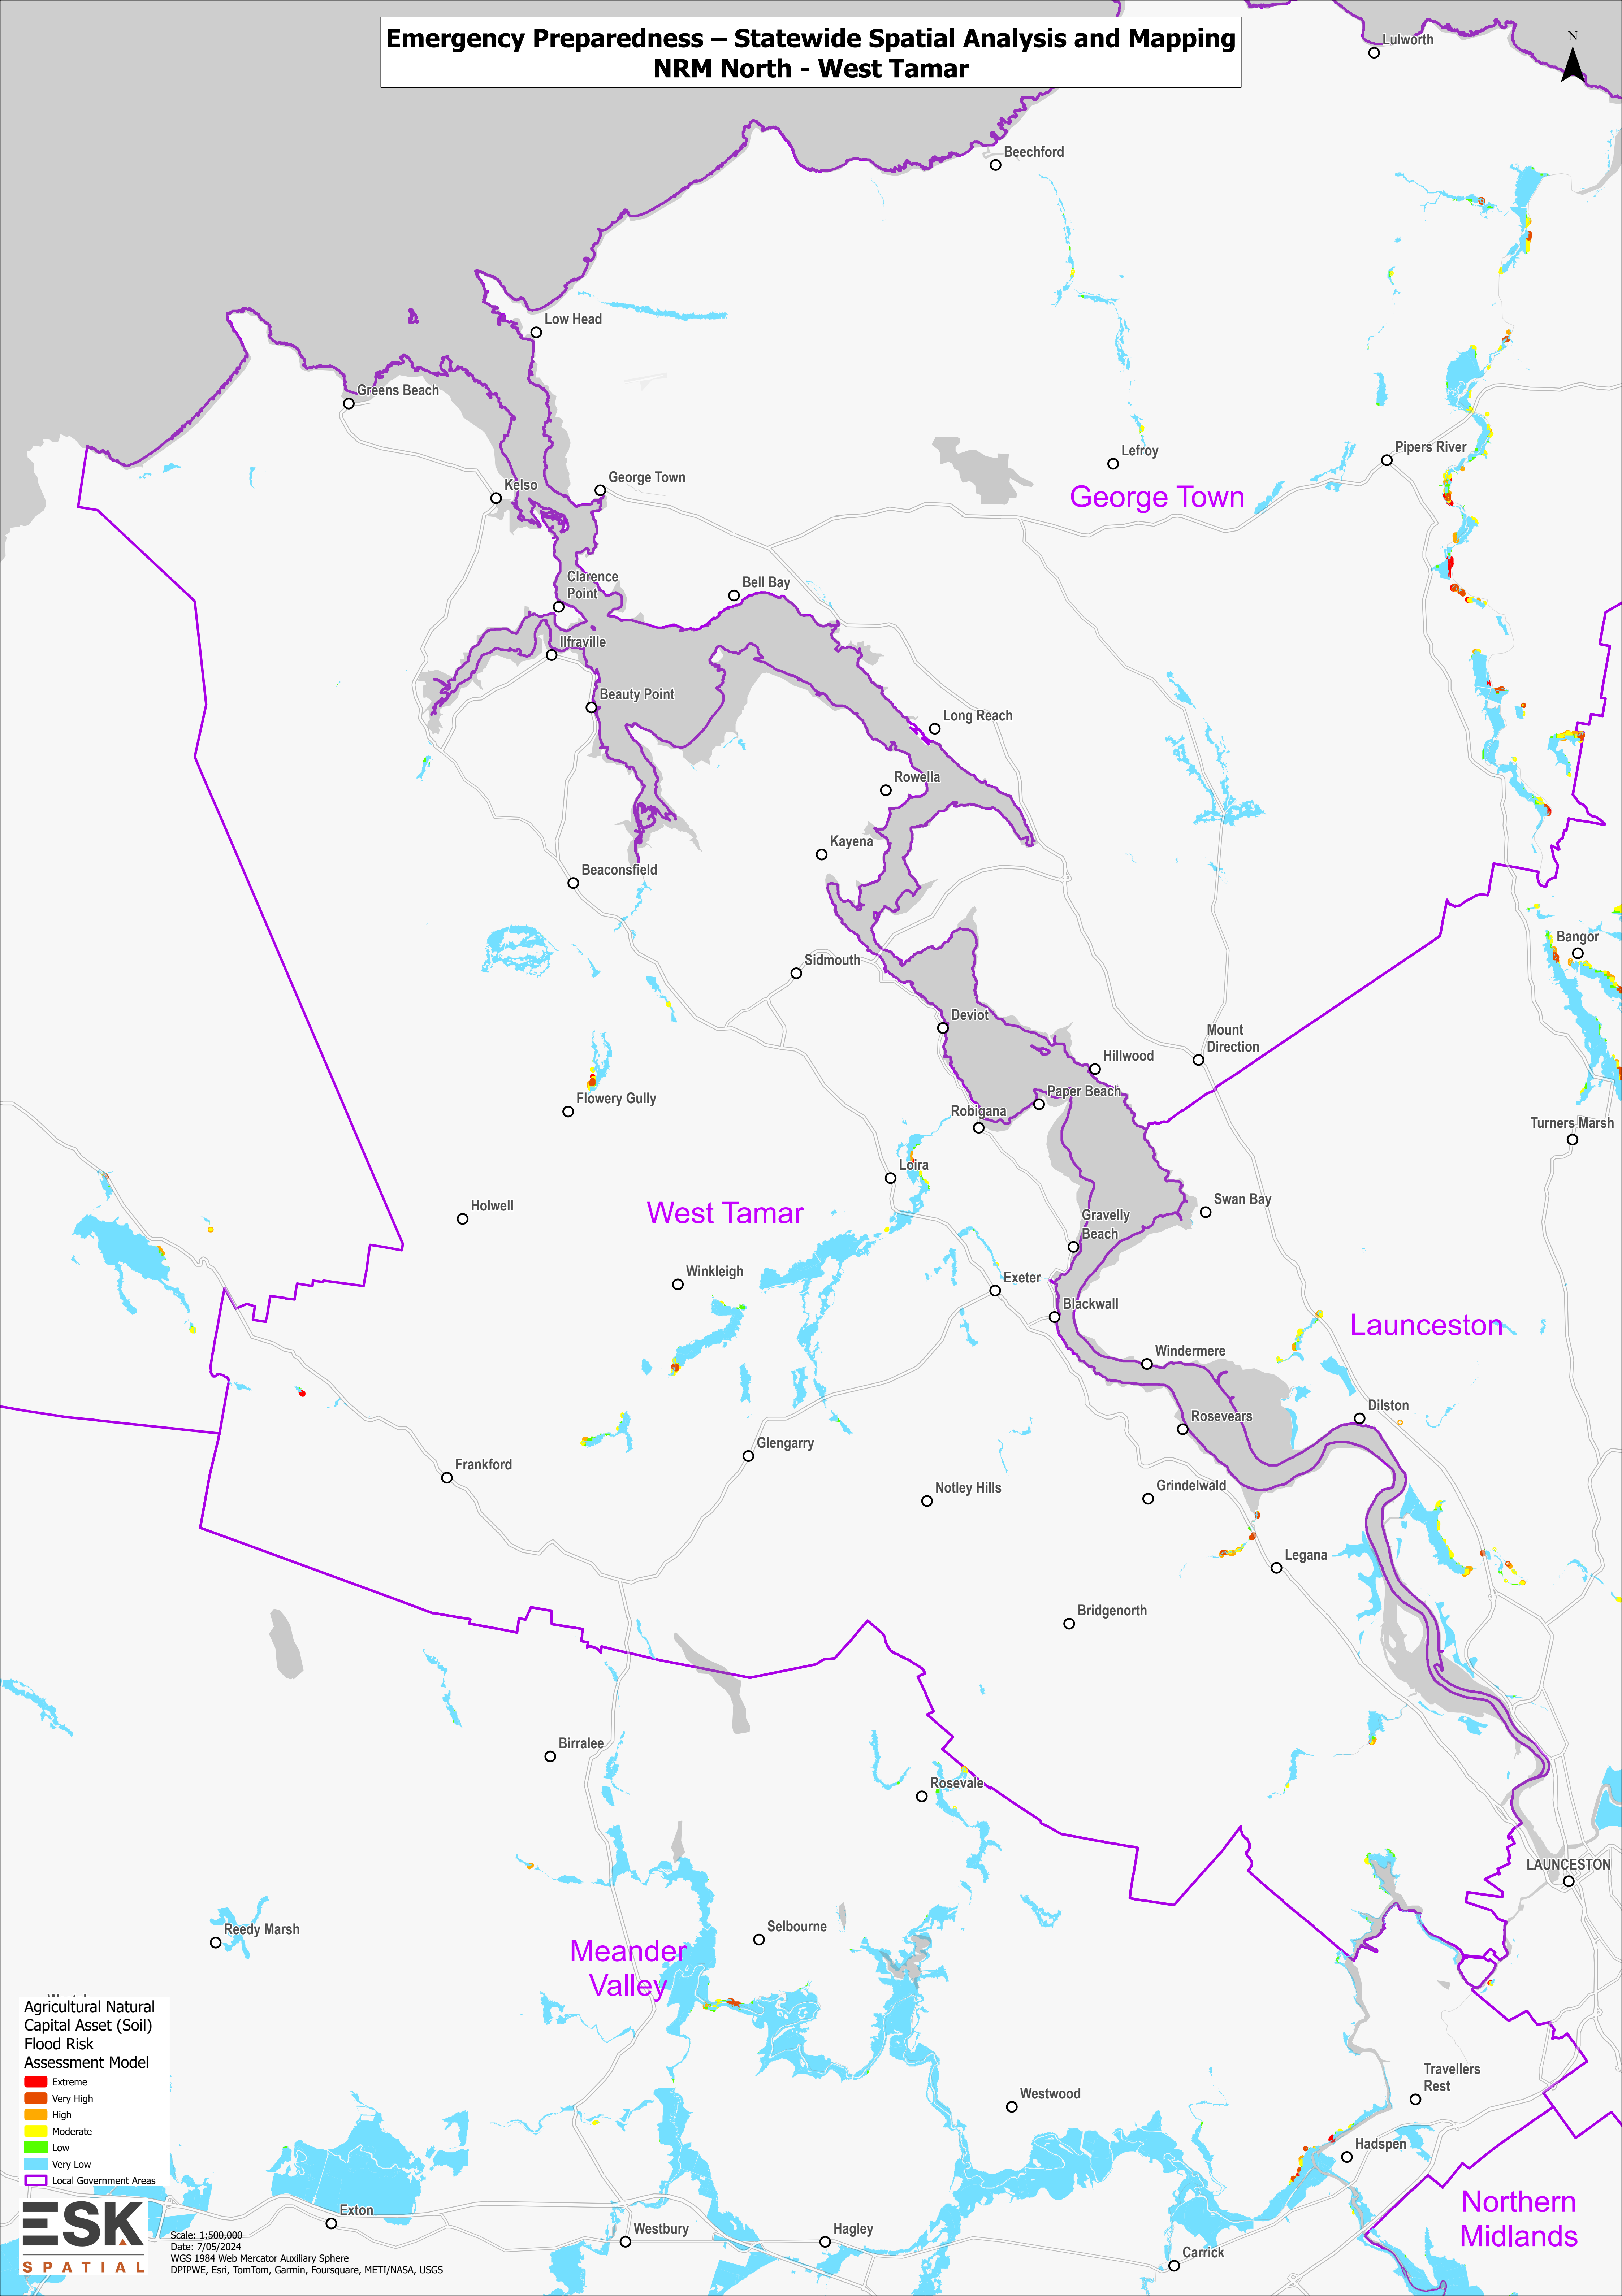 Emergency Preparedness – Statewide Spatial Analysis and Mapping
NRM North - West Tamar
N
Lulworth
Beechford
Low Head
Greens Beach
Lefroy
Pipers River
George Town
Kelso
George Town
Clarence
Point
Bell Bay
Ilfraville
Beauty Point
Long Reach
Rowella
Kayena
Beaconsfield
Bangor
Sidmouth
Deviot
Mount
Direction
Hillwood
Paper Beach
Flowery Gully
Robigana
Turners Marsh
Loira
Holwell
West Tamar
Swan Bay
Gravelly
Beach
Winkleigh
Exeter
Blackwall
Launceston
Windermere
Dilston
Rosevears
Glengarry
Frankford
Notley Hills
Grindelwald
Legana
Bridgenorth
Birralee
Rosevale
LAUNCESTON
Reedy Marsh
Selbourne
Meander
Valley
Travellers
Rest
Westwood
Hadspen
Northern
Midlands
Exton
Westbury
Hagley
Carrick
Agricultural Natural
Capital Asset (Soil)
Flood Risk
Assessment Model
Extreme
Very High
High
Moderate
Low
Very Low
Local Government Areas
ESK
SPATIAL
Scale: 1:500,000
Date: 7/05/2024
WGS 1984 Web Mercator Auxiliary Sphere
DPIPWE, Esri, TomTom, Garmin, Foursquare, METI/NASA, USGS